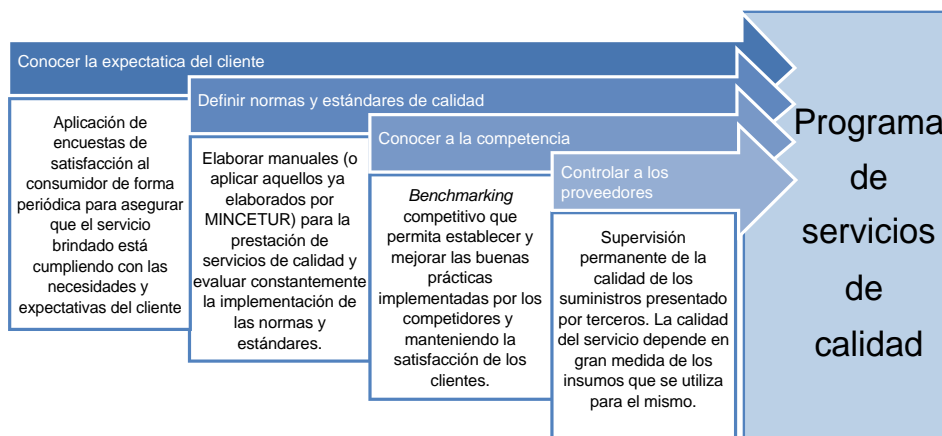 Conocer la expectatica del cliente
Aplicación de
encuestas de
satisfacción al
consumidor de forma
periódica para asegurar
que el servicio
brindado está
cumpliendo con las
necesidades y
expectativas del cliente
Definir normas y estándares de calidad
Elaborar manuales (o
aplicar aquellos ya
elaborados por
MINCETUR) para la
prestación de
servicios de calidad y
evaluar constantemente
la implementación de
las normas y
estándares.
Conocer a la competencia
Benchmarking
competitivo que
permita establecer y
mejorar las buenas
prácticas
implementadas por los
competidores y
manteniendo la
satisfacción de los
clientes.
Controlar a los
proveedores
Supervisión
permanente de la
calidad de los
suministros presentado
por terceros. La calidad
del servicio depende en
gran medida de los
insumos que se utiliza
para el mismo.
Programa
de
servicios
de
calidad